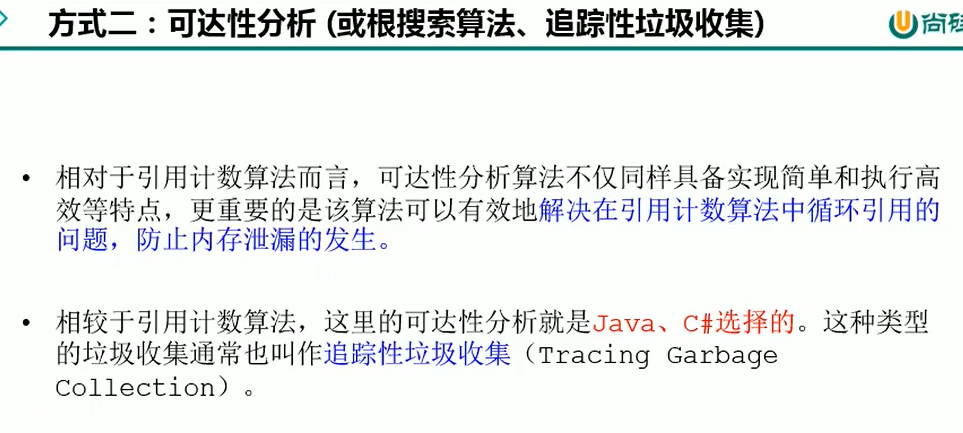 方式二：可达性分析 (或根搜索算法、追踪性垃圾收集)
尚硅
• 相对于引用计数算法而言，可达性分析算法不仅同样具备实现简单和执行高
效等特点，更重要的是该算法可以有效地解决在引用计数算法中循环引用的
问题，防止内存泄漏的发生。
• 相较于引用计数算法，这里的可达性分析就是Java、C#选择的。这种类型
的垃圾收集通常也叫作追踪性垃圾收集（Tracing Garbage
Collection）。